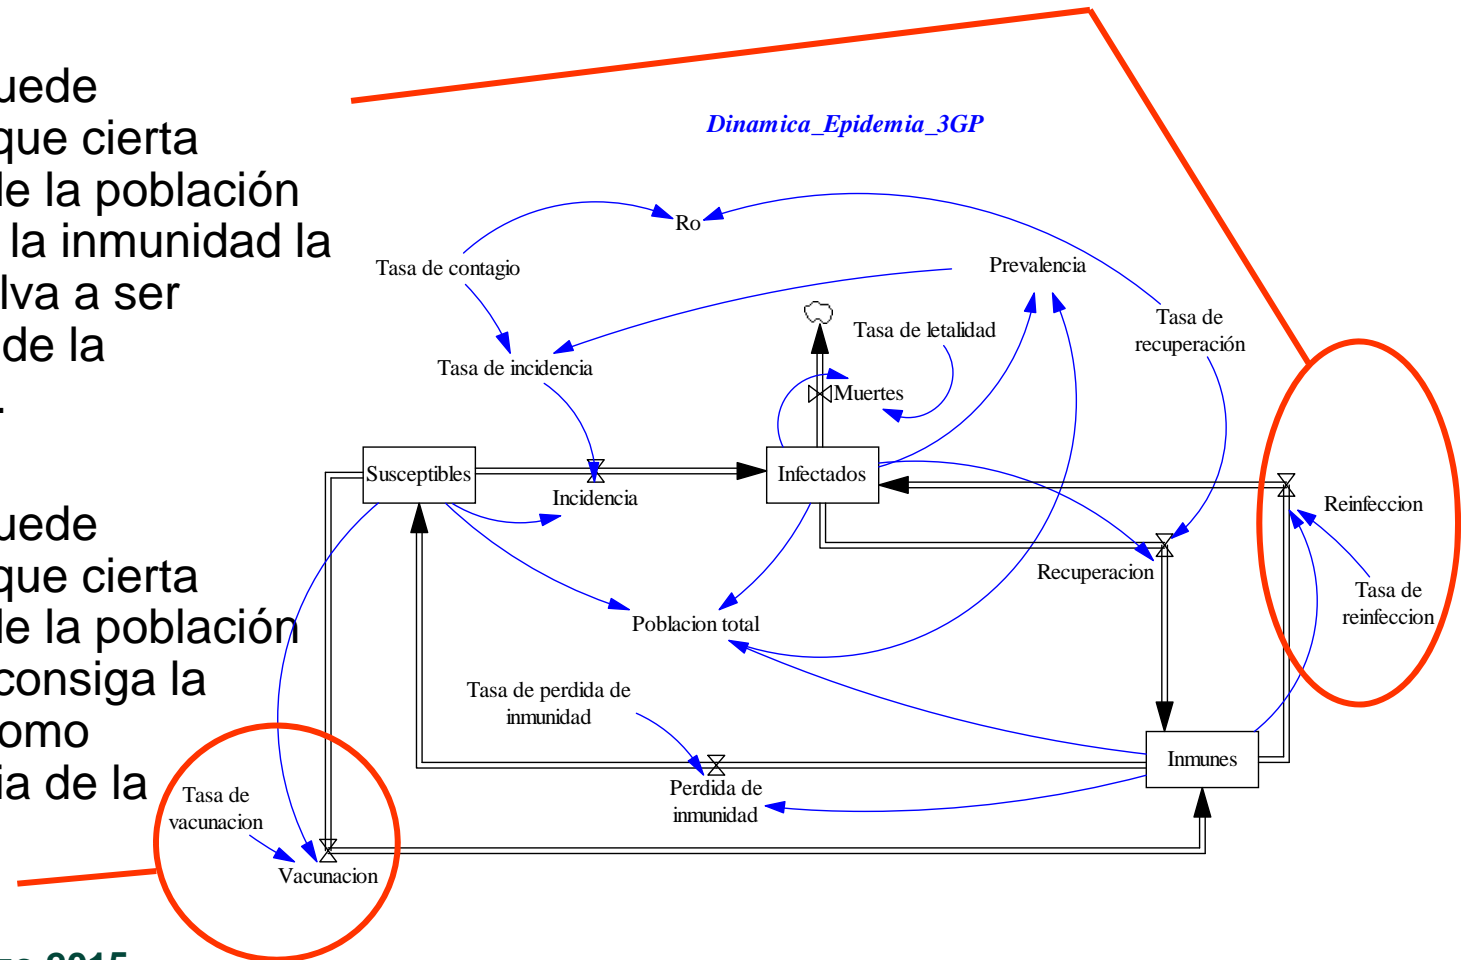 uede
que cierta
de la población
la inmunidad la
lva a ser
de la
.
uede
que cierta
de la población
consiga la
omo
ia de la
2015
Dinamica_Epidemia_3GP
Ro
Tasa de contagio
Prevalencia
Tasa de letalidad
Tasa de
recuperación
Tasa de incidencia
Muertes
Susceptibles
Infectados
Incidencia
Reinfeccion
Recuperacion
Tasa de
reinfeccion
Poblacion total
Tasa de perdida de
inmunidad
Inmunes
Perdida de
inmunidad
Tasa de
vacunacion
Vacunacion